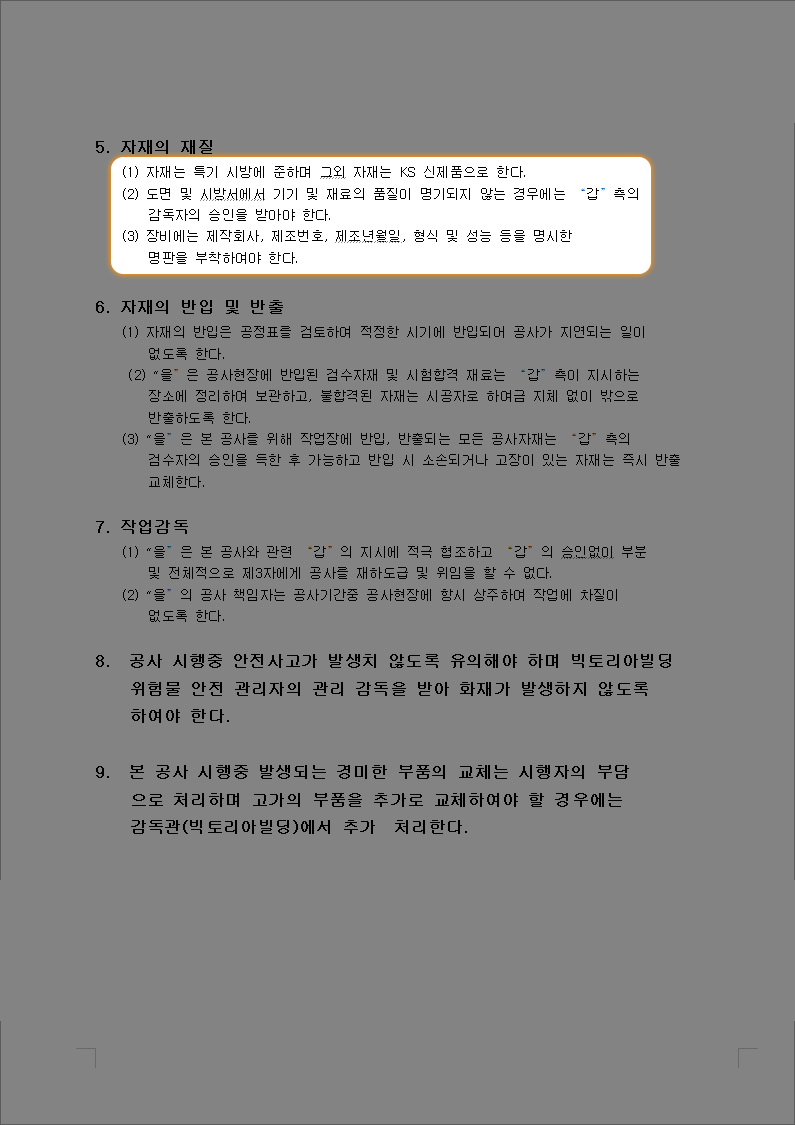 5. 자재의 재질
(1) 자재는 특기 시방에 준하며 그외 자재는 KS 신제품으로 한다.
(2) 도면 및 시방서에서 기기 및 재료의 품질이 명기되지 않는 경우에는 “갑” 측의
감독자의 승인을 받아야 한다.
(3) 장비에는 제작회사, 제조번호, 제조년월일, 형식 및 성능 등을 명시한
명판을 부착하여야 한다.
6. 자재의 반입 및 반출
(1) 자재의 반입은 공정표를 검토하여 적정한 시기에 반입되어 공사가 지연되는 일이
없도록 한다.
(2) “을” 은 공사현장에 반입된 검수자재 및 시험합격 재료는 “갑” 측이 지시하는
장소에 정리하여 보관하고, 불합격된 자재는 시공자로 하여금 지체 없이 밖으로
반출하도록 한다.
(3) “을” 은 본 공사를 위해 작업장에 반입, 반출되는 모든 공사자재는 “갑” 측의
검수자의 승인을 득한 후 가능하고 반입 시 소손되거나 고장이 있는 자재는 즉시 반출
교체한다.
7. 작업감독
(1) “을” 은 본 공사와 관련 “갑” 의 지시에 적극 협조하고 “갑” 의 승인없이 부분
및 전체적으로 제3자에게 공사를 재하도급 및 위임을 할 수 없다.
(2) “을” 의 공사 책임자는 공사기간중 공사현장에 항시 상주하여 작업에 차질이
없도록 한다.
8. 공사 시행중 안전사고가 발생치 않도록 유의해야 하며 빅토리아빌딩
위험물 안전 관리자의 관리 감독을 받아 화재가 발생하지 않도록
하여야 한다.
9. 본 공사 시행중 발생되는 경미한 부품의 교체는 시행자의 부담
으로 처리하며 고가의 부품을 추가로 교체하여야 할 경우에는
감독관(빅토리아빌딩)에서 추가 처리한다.